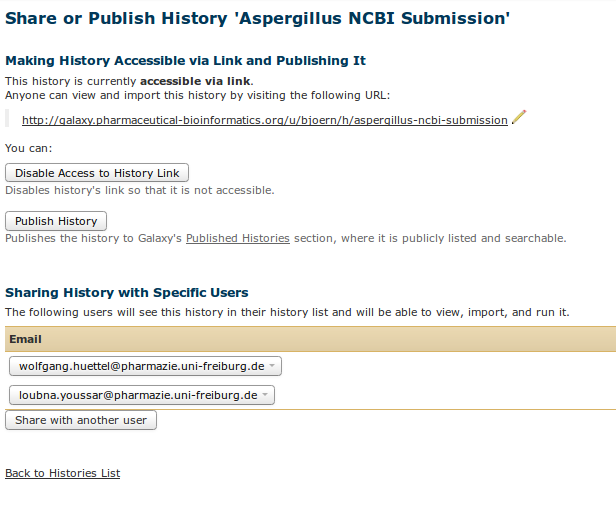 Share or Publish History 'Aspergillus NCBI Submission'
Making History Accessible via Link and Publishing It
This history is currently accessible via link.
Anyone can view and import this history by visiting the following URL:
http://galaxy.pharmaceutical-bioinformatics.org/u/bjoern/h/aspergillus-ncbi-submission
You can:
Disable Access to History Link
Disables history's link so that it is not accessible.
Publish History
Publishes the history to Galaxy's Published Histories section, where it is publicly listed and searchable.
Sharing History with Specific Users
The following users will see this history in their history list and will be able to view, import, and run it.
Email
wolfgang.huettel@pharmazie.uni-freiburg.de
loubna.youssar@pharmazie.uni-freiburg.de
Share with another user
Back to Histories List